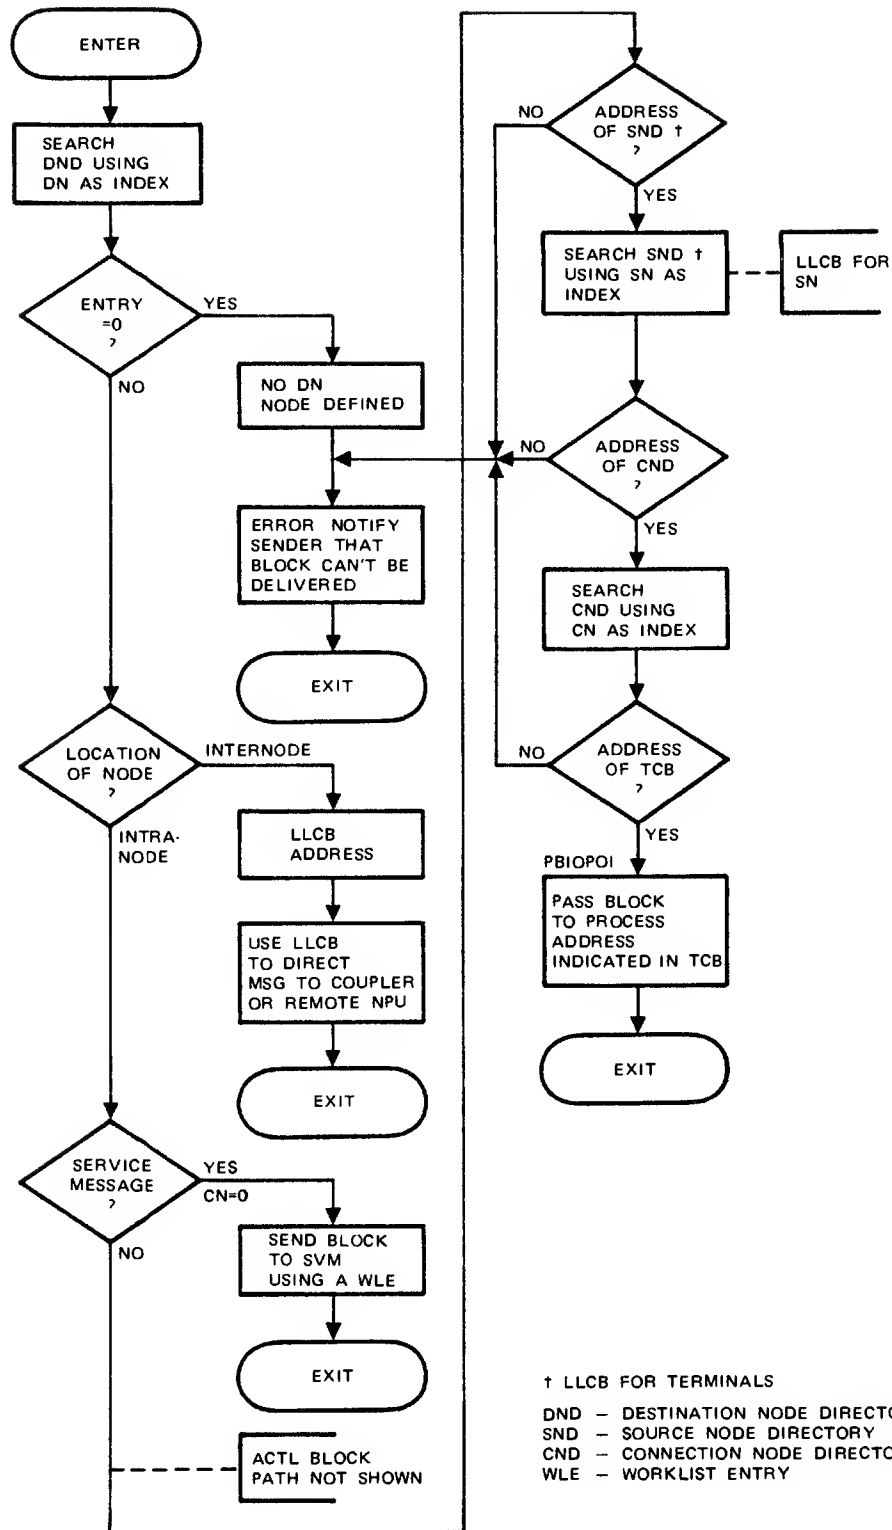 ENTER
SEARCH
DND USING
DN AS INDEX
ENTRY
=0
?
YES
NO
NO DN
NODE DEFINED
ERROR NOTIFY
SENDER THAT
BLOCK CAN'T BE
DELIVERED
EXIT
LOCATION
OF NODE
?
INTERNODE
INTRA-
NODE
LLCB
ADDRESS
USE LLCB
TO DIRECT
MSG TO COUPLER
OR REMOTE NPU
EXIT
SERVICE
MESSAGE
?
YES
CN=0
NO
SEND BLOCK
TO SVM
USING A WLE
EXIT
ACTL BLOCK
PATH NOT SHOWN
ADDRESS
OF SND †
?
NO
YES
SEARCH SND †
USING SN AS
INDEX
LLCB FOR
SN
ADDRESS
OF CND
?
NO
YES
SEARCH
CND USING
CN AS INDEX
ADDRESS
OF TCB
?
NO
YES
PBIOPOI
PASS BLOCK
TO PROCESS
ADDRESS
INDICATED IN TCB
EXIT
† LLCB FOR TERMINALS
DND – DESTINATION NODE DIRECTO
SND – SOURCE NODE DIRECTORY
CND – CONNECTION NODE DIRECTO
WLE – WORKLIST ENTRY